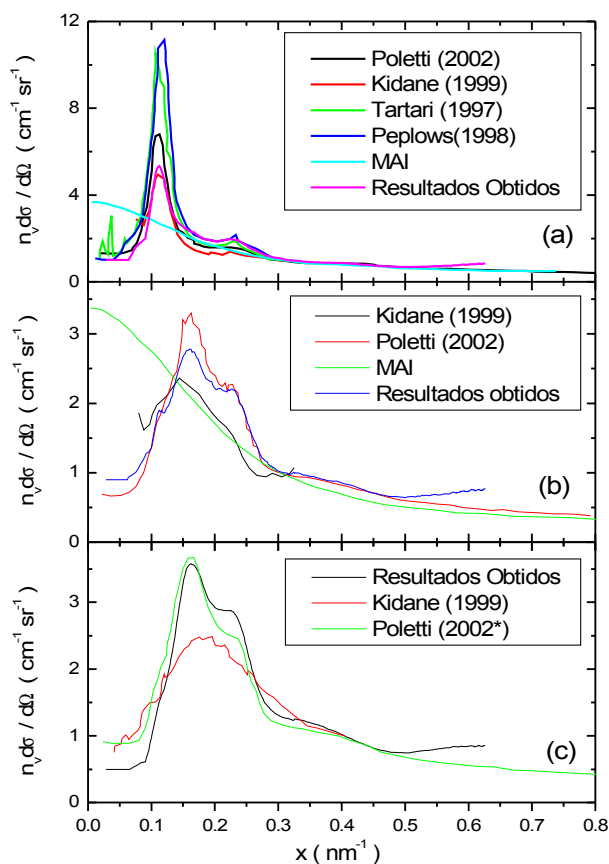 12
8
4
0
n_v dσ / dΩ ( cm⁻¹ sr⁻¹ )
Poletti (2002)
Kidane (1999)
Tartari (1997)
Peplows(1998)
MAI
Resultados Obtidos
(a)
3
2
1
0
n_v dσ / dΩ ( cm⁻¹ sr⁻¹ )
Kidane (1999)
Poletti (2002)
MAI
Resultados obtidos
(b)
3
2
1
0
n_v dσ / dΩ ( cm⁻¹ sr⁻¹ )
Resultados Obtidos
Kidane (1999)
Poletti (2002*)
(c)
0.0 0.1 0.2 0.3 0.4 0.5 0.6 0.7 0.8
x ( nm⁻¹ )